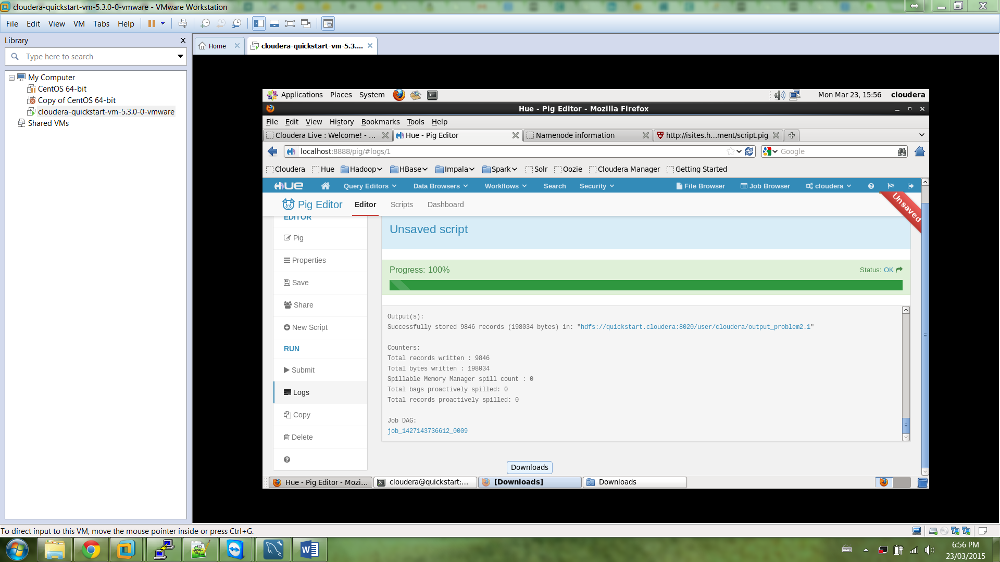 cloudera-quickstart-vm-5.3.0-0-vmware - VMware Workstation
File Edit View VM Tabs Help
Library
Type here to search
My Computer
CentOS 64-bit
Copy of CentOS 64-bit
cloudera-quickstart-vm-5.3.0-0-vmware
Shared VMs
Home
cloudera-quickstart-vm-5.3....
Applications Places System
Mon Mar 23, 15:56 cloudera
Hue - Pig Editor - Mozilla Firefox
File Edit View History Bookmarks Tools Help
Cloudera Live : Welcome! - ...
Hue - Pig Editor
Namenode information
http://isites.h...ment/script.pig
localhost:8888/pig/#logs/1
Google
Cloudera Hue Hadoop HBase Impala Spark Solr Oozie Cloudera Manager Getting Started
HUE Query Editors Data Browsers Workflows Search Security File Browser Job Browser cloudera
Pig Editor Editor Scripts Dashboard
Unsaved
EDITOR
Pig
Properties
Save
Share
New Script
RUN
Submit
Logs
Copy
Delete
Unsaved script
Progress: 100%
Status: OK
Output(s):
Successfully stored 9846 records (198034 bytes) in: "hdfs://quickstart.cloudera:8020/user/cloudera/output_problem2.1"
Counters:
Total records written : 9846
Total bytes written : 198034
Spillable Memory Manager spill count : 0
Total bags proactively spilled: 0
Total records proactively spilled: 0
Job DAG:
job_1427143736612_0009
Downloads
Hue - Pig Editor - Mozi...
cloudera@quickstart:...
[Downloads]
Downloads
To direct input to this VM, move the mouse pointer inside or press Ctrl+G.
6:56 PM
23/03/2015